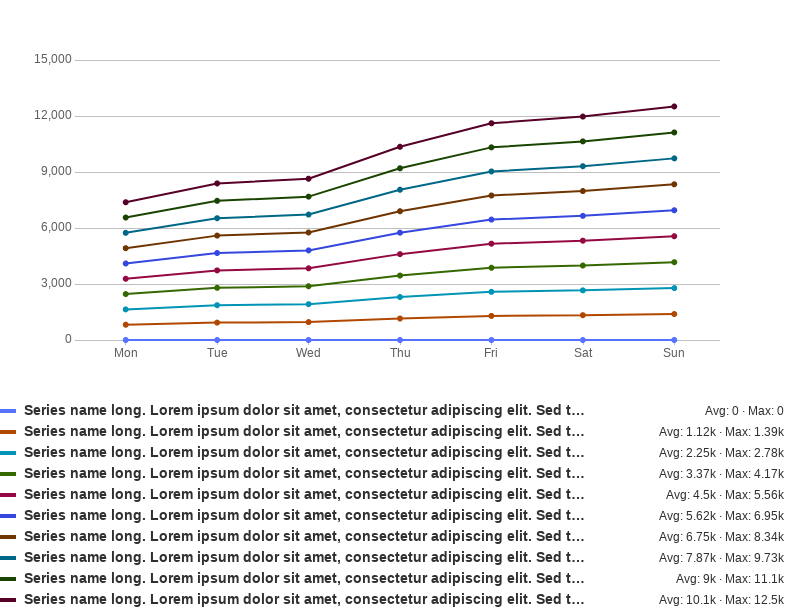 15,000
12,000
9,000
6,000
3,000
0
Mon Tue Wed Thu Fri Sat Sun
Series name long. Lorem ipsum dolor sit amet, consectetur adipiscing elit. Sed t… Avg: 0 · Max: 0
Series name long. Lorem ipsum dolor sit amet, consectetur adipiscing elit. Sed t… Avg: 1.12k · Max: 1.39k
Series name long. Lorem ipsum dolor sit amet, consectetur adipiscing elit. Sed t… Avg: 2.25k · Max: 2.78k
Series name long. Lorem ipsum dolor sit amet, consectetur adipiscing elit. Sed t… Avg: 3.37k · Max: 4.17k
Series name long. Lorem ipsum dolor sit amet, consectetur adipiscing elit. Sed t… Avg: 4.5k · Max: 5.56k
Series name long. Lorem ipsum dolor sit amet, consectetur adipiscing elit. Sed t… Avg: 5.62k · Max: 6.95k
Series name long. Lorem ipsum dolor sit amet, consectetur adipiscing elit. Sed t… Avg: 6.75k · Max: 8.34k
Series name long. Lorem ipsum dolor sit amet, consectetur adipiscing elit. Sed t… Avg: 7.87k · Max: 9.73k
Series name long. Lorem ipsum dolor sit amet, consectetur adipiscing elit. Sed t… Avg: 9k · Max: 11.1k
Series name long. Lorem ipsum dolor sit amet, consectetur adipiscing elit. Sed t… Avg: 10.1k · Max: 12.5k